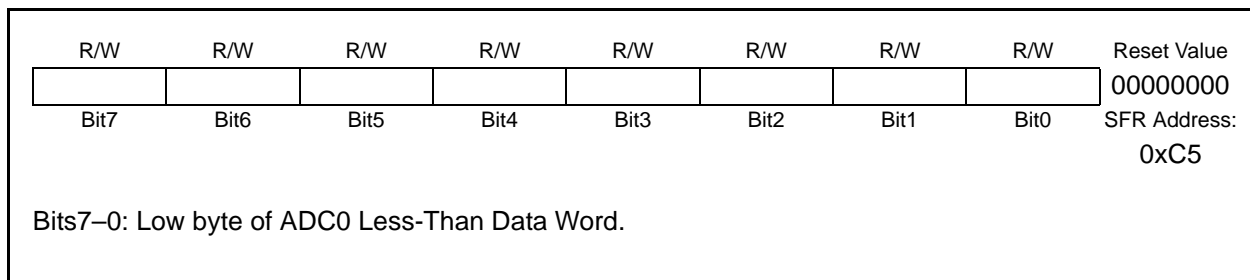 R/W R/W R/W R/W R/W R/W R/W R/W Reset Value
00000000
Bit7 Bit6 Bit5 Bit4 Bit3 Bit2 Bit1 Bit0 SFR Address:
0xC5
Bits7–0: Low byte of ADC0 Less-Than Data Word.